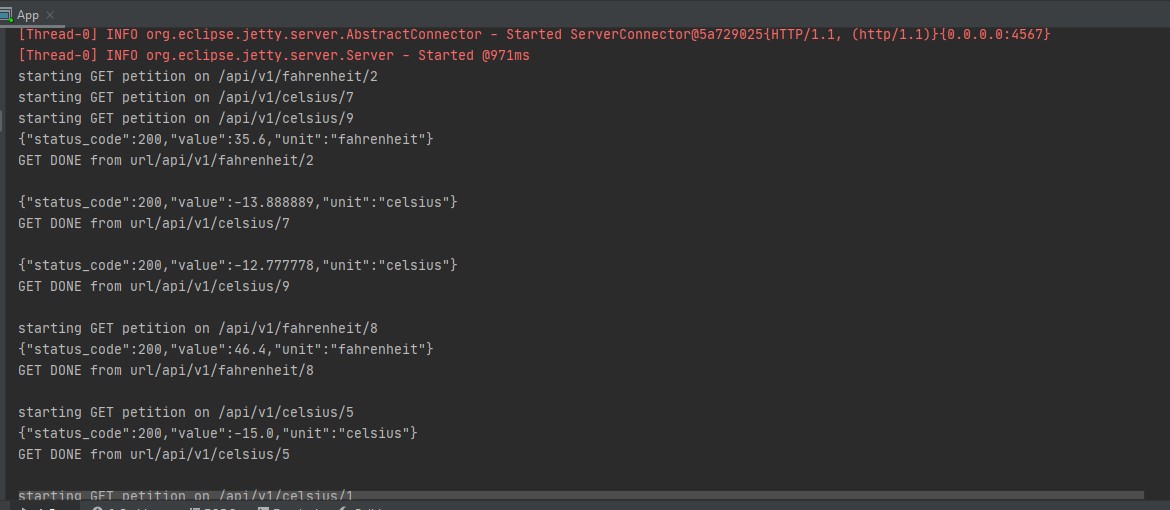 App
[Thread-0] INFO org.eclipse.jetty.server.AbstractConnector - Started ServerConnector@5a729025{HTTP/1.1, (http/1.1)}{0.0.0.0:4567}
[Thread-0] INFO org.eclipse.jetty.server.Server - Started @971ms
starting GET petition on /api/v1/fahrenheit/2
starting GET petition on /api/v1/celsius/7
starting GET petition on /api/v1/celsius/9
{"status_code":200,"value":35.6,"unit":"fahrenheit"}
GET DONE from url/api/v1/fahrenheit/2
{"status_code":200,"value":-13.888889,"unit":"celsius"}
GET DONE from url/api/v1/celsius/7
{"status_code":200,"value":-12.777778,"unit":"celsius"}
GET DONE from url/api/v1/celsius/9
starting GET petition on /api/v1/fahrenheit/8
{"status_code":200,"value":46.4,"unit":"fahrenheit"}
GET DONE from url/api/v1/fahrenheit/8
starting GET petition on /api/v1/celsius/5
{"status_code":200,"value":-15.0,"unit":"celsius"}
GET DONE from url/api/v1/celsius/5
starting GET petition on /api/v1/celsius/1